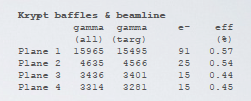 Krypt baffles & beamline
gamma gamma e- eff
(all) (targ) (%)
Plane 1 15965 15495 91 0.57
Plane 2 4635 4566 25 0.54
Plane 3 3436 3401 15 0.44
Plane 4 3314 3281 15 0.45